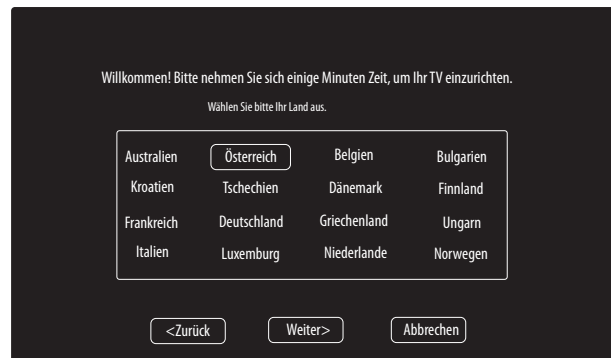 Willkommen! Bitte nehmen Sie sich einige Minuten Zeit, um Ihr TV einzurichten.
Wählen Sie bitte Ihr Land aus.
Australien Österreich Belgien Bulgarien
Kroatien Tschechien Dänemark Finnland
Frankreich Deutschland Griechenland Ungarn
Italien Luxemburg Niederlande Norwegen
<Zurück Weiter> Abbrechen